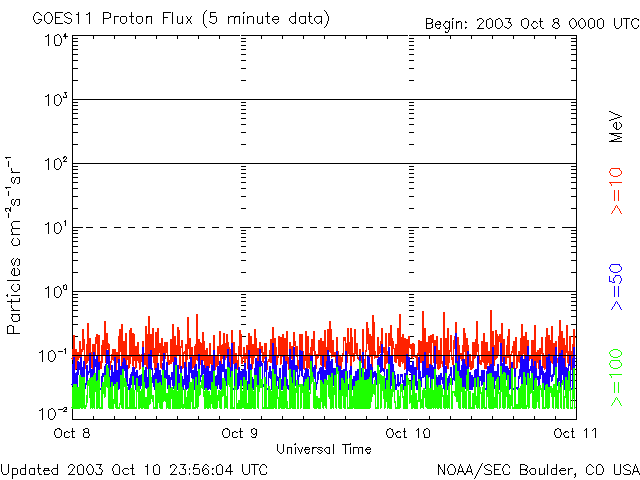 GOES11 Proton Flux (5 minute data)
Begin: 2003 Oct 8 0000 UTC
Particles cm⁻²s⁻¹sr⁻¹
10⁴
10³
10²
10¹
10⁰
10⁻¹
10⁻²
MeV
>=10
>=50
>=100
Oct 8
Oct 9
Oct 10
Oct 11
Universal Time
Updated 2003 Oct 10 23:56:04 UTC
NOAA/SEC Boulder, CO USA